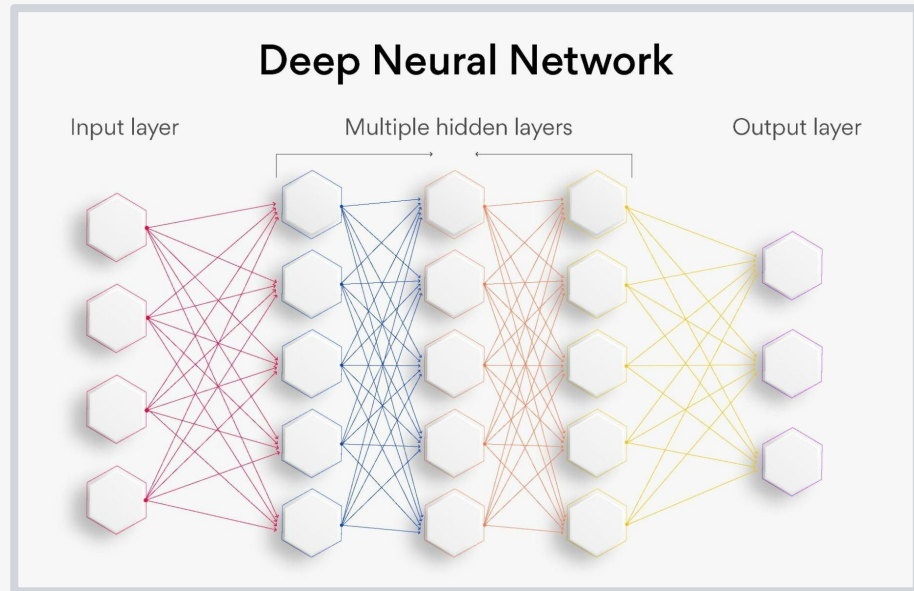 Deep Neural Network
Input layer
Multiple hidden layers
Output layer